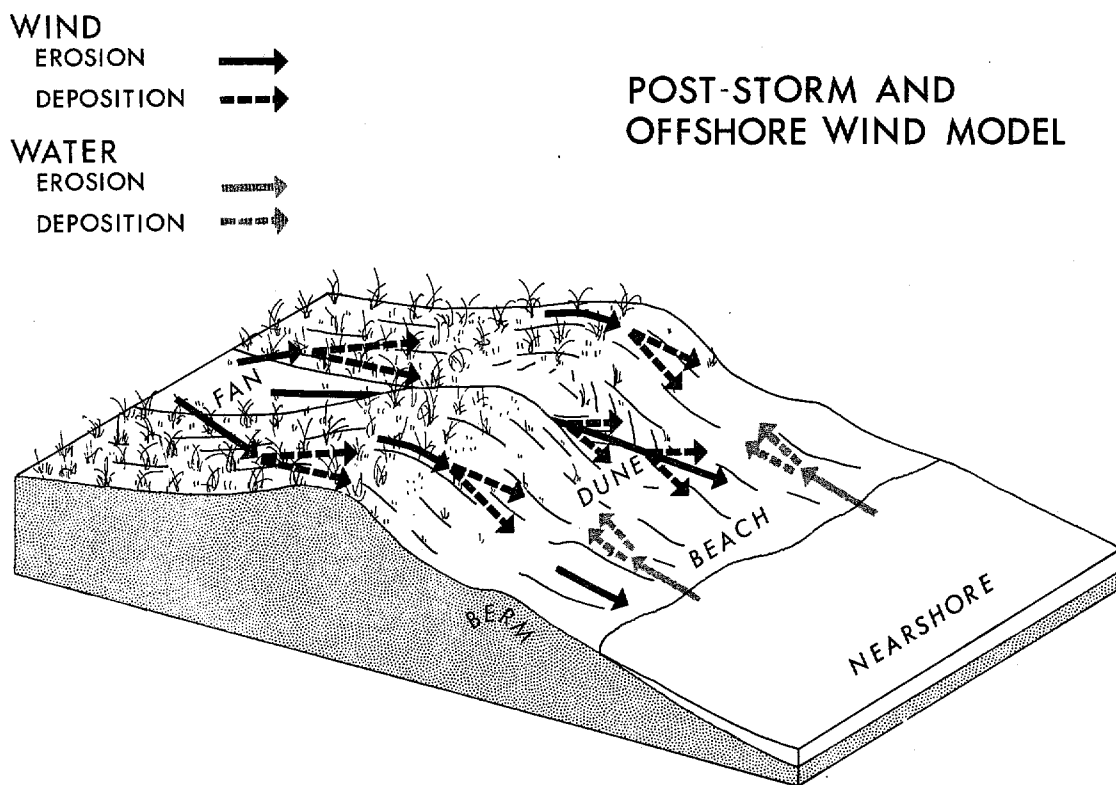 WIND
EROSION
DEPOSITION
WATER
EROSION
DEPOSITION
POST-STORM AND
OFFSHORE WIND MODEL
FAN
DUNE
BEACH
BERM
NEARSHORE